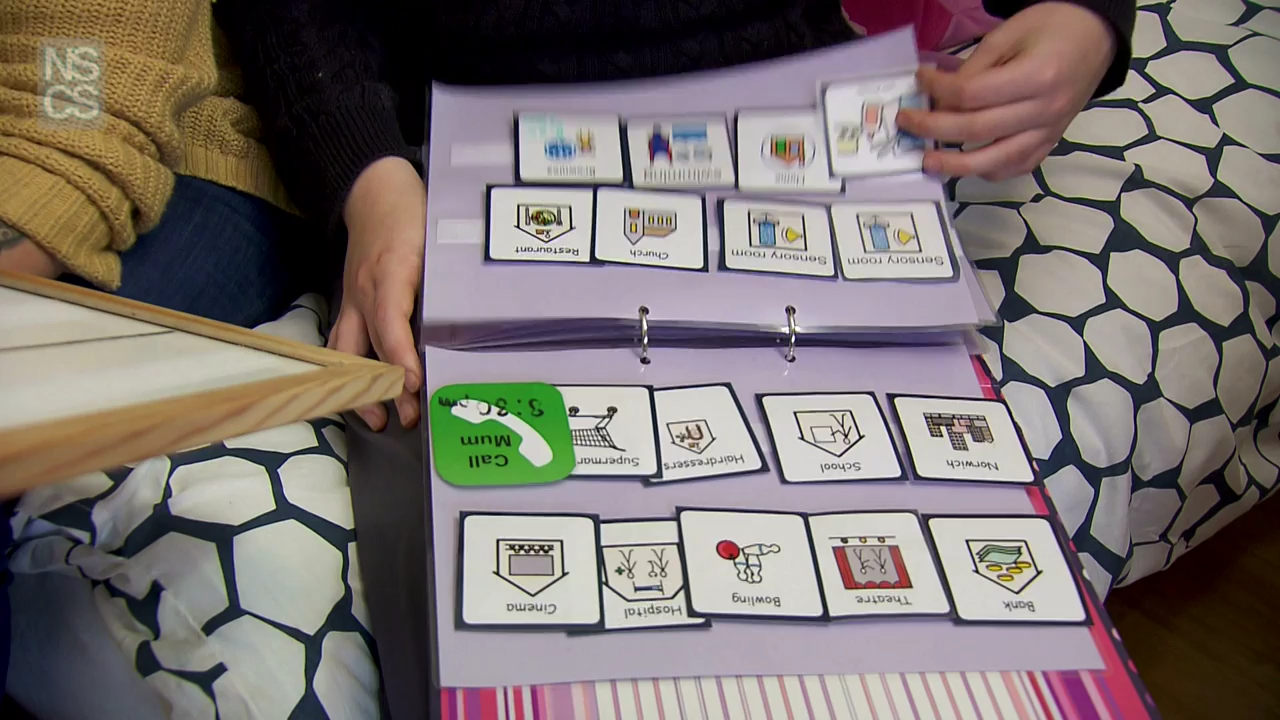 NS
CS
Restaurant
Church
Sensory room
Sensory room
Call
Mum
3:30pm
Supermar
Hairdressers
School
Norwich
Cinema
Hospital
Bowling
Theatre
Bank